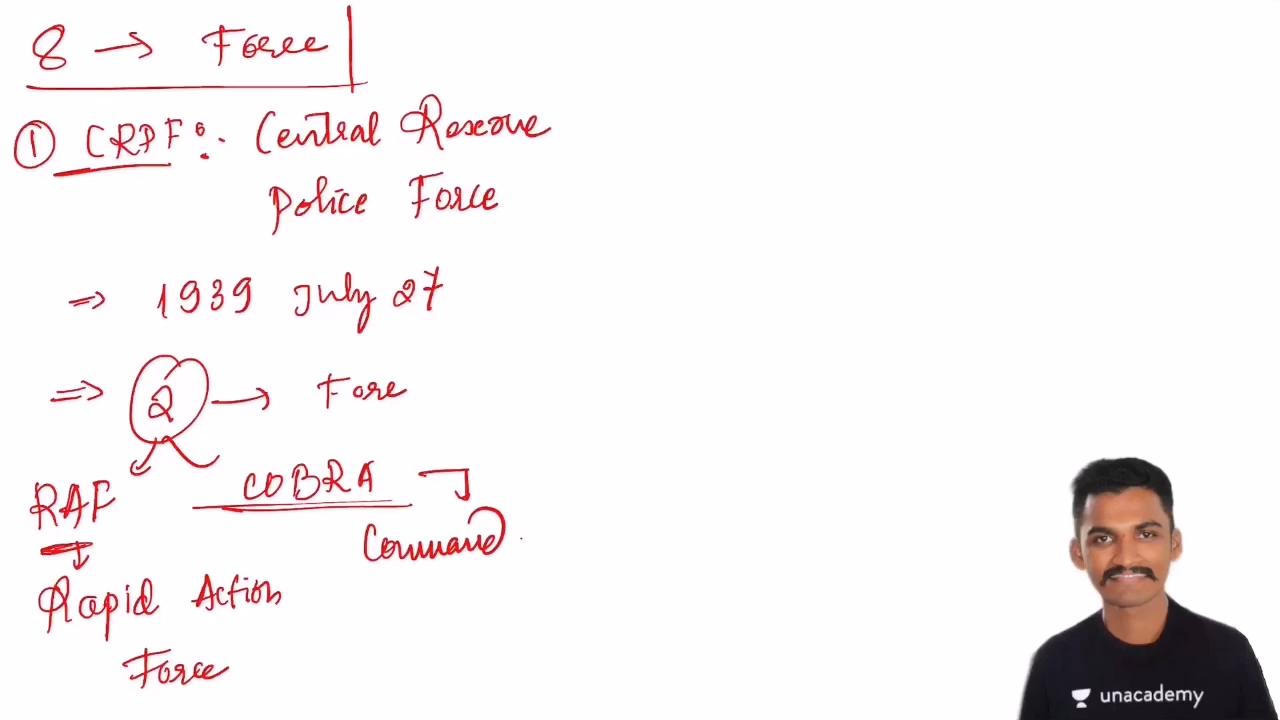 8 → Force
① CRPF :- Central Reserve
Police Force
⇒ 1939 July 27
⇒ 2 → Fore
RAF COBRA
Command
Rapid Action
Force
unacademy